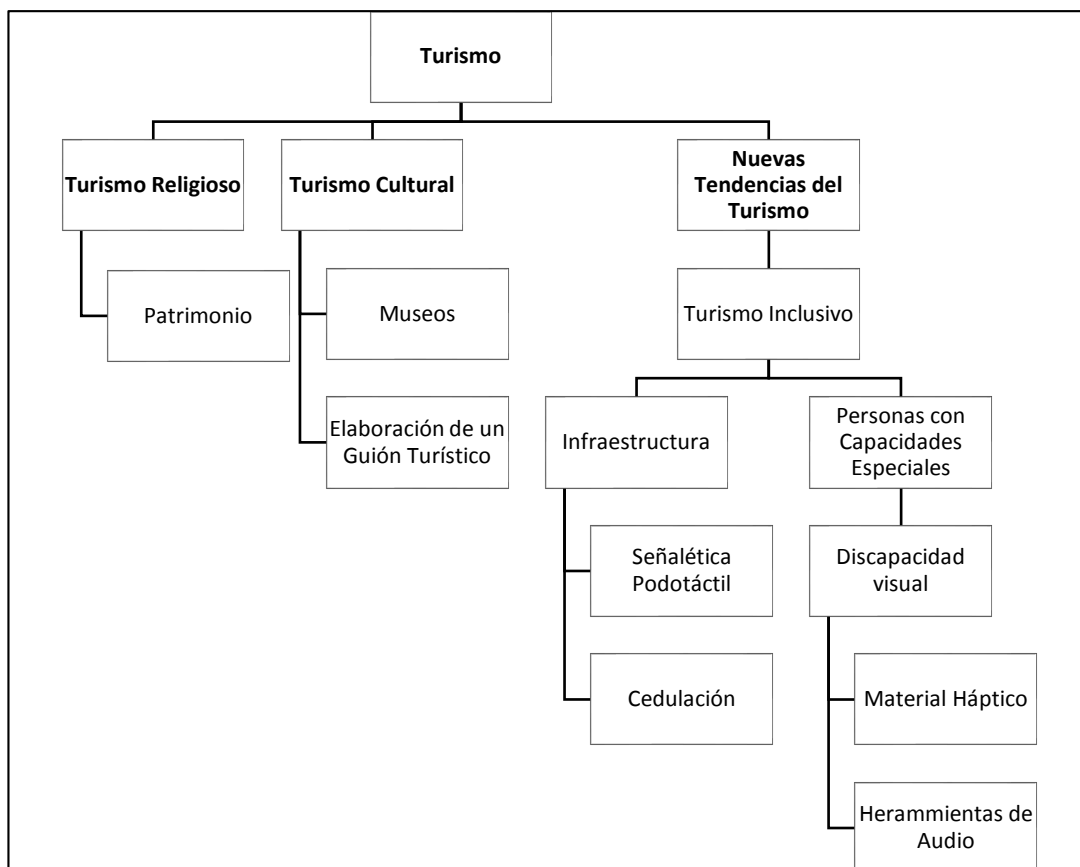 Turismo
Turismo Religioso
Turismo Cultural
Nuevas
Tendencias del
Turismo
Patrimonio
Museos
Turismo Inclusivo
Elaboración de un
Guión Turístico
Infraestructura
Personas con
Capacidades
Especiales
Señalética
Podotáctil
Discapacidad
visual
Cedulación
Material Háptico
Herammientas de
Audio